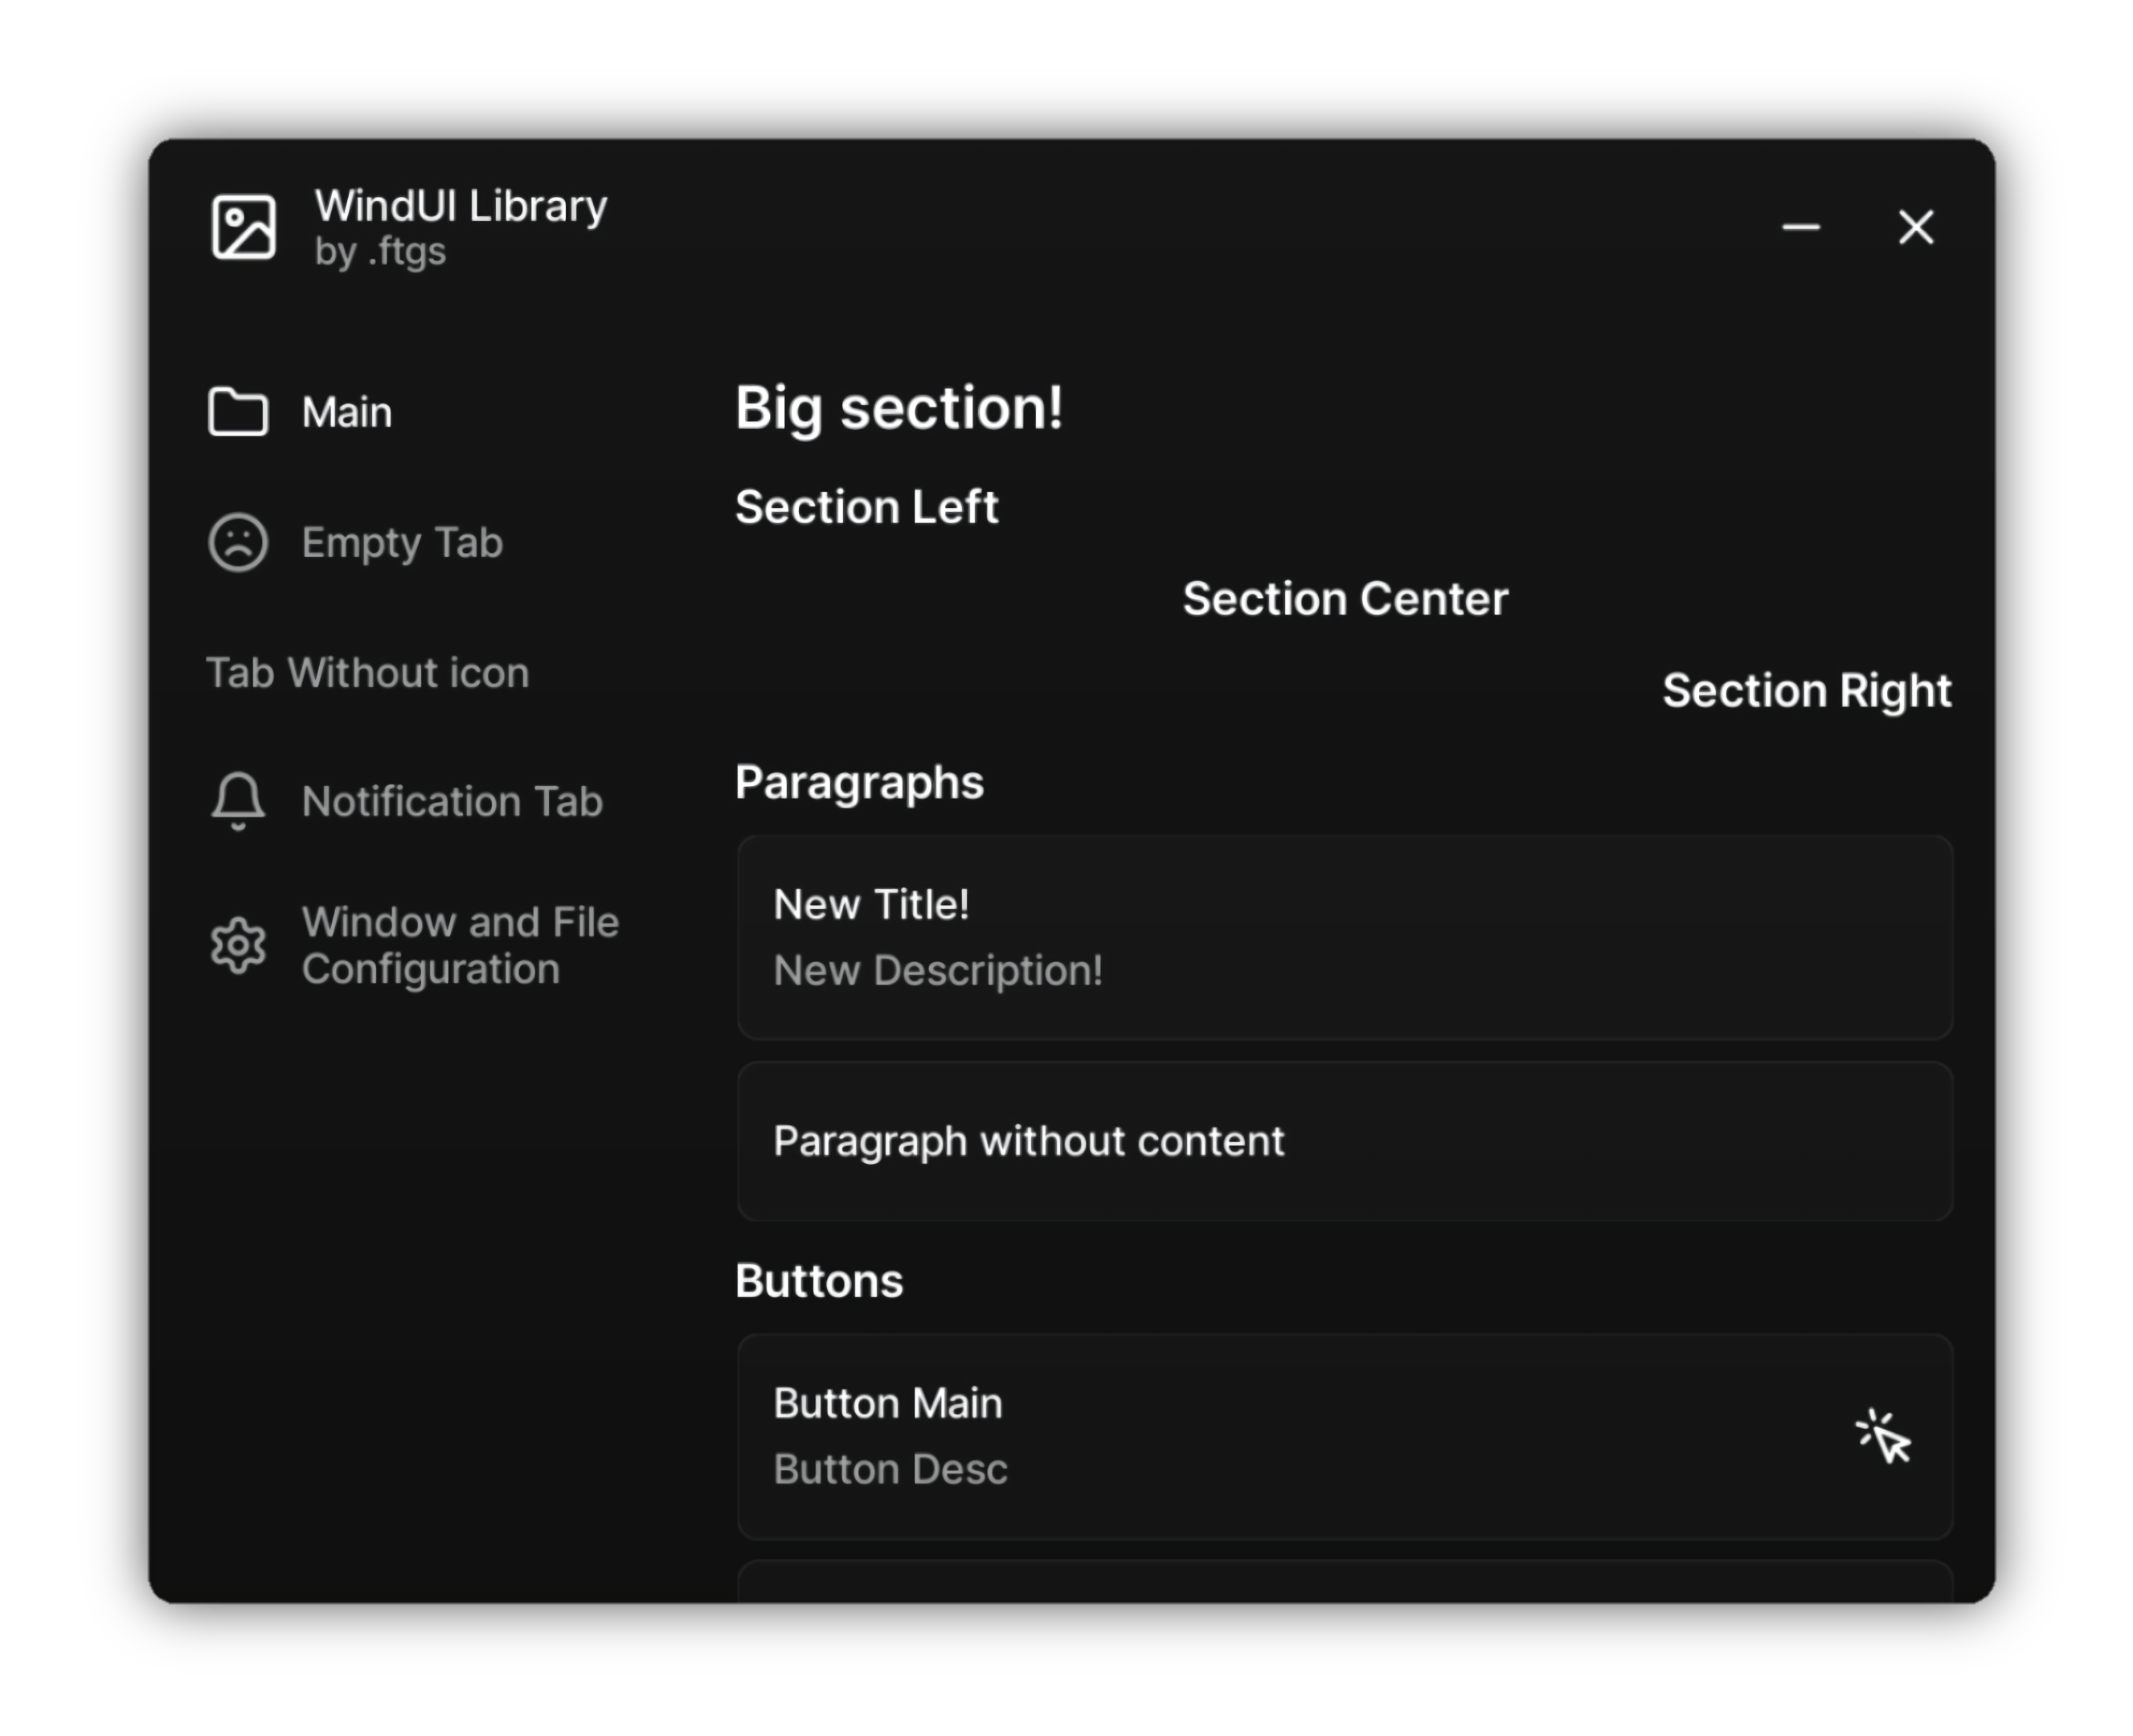 WindUI Library
by .ftgs
Main
Empty Tab
Tab Without icon
Notification Tab
Window and File
Configuration
Big section!
Section Left
Section Center
Section Right
Paragraphs
New Title!
New Description!
Paragraph without content
Buttons
Button Main
Button Desc